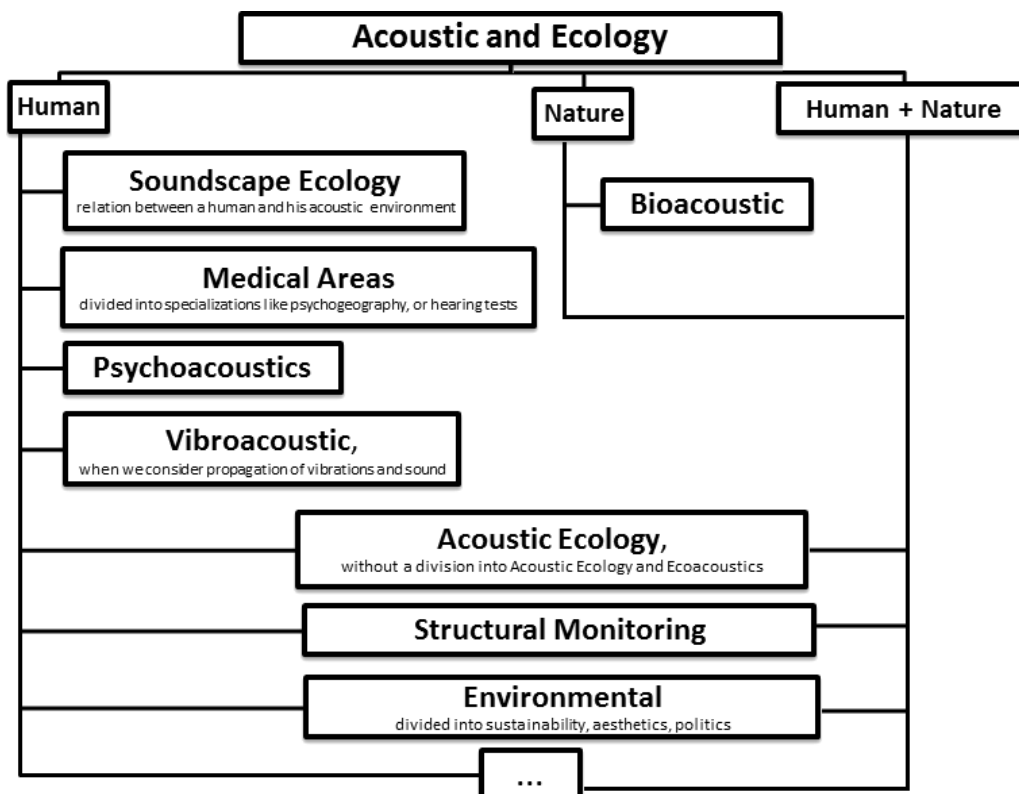 Acoustic and Ecology
Human
Nature
Human + Nature
Soundscape Ecology
relation between a human and his acoustic environment
Bioacoustic
Medical Areas
divided into specializations like psychogeography, or hearing tests
Psychoacoustics
Vibroacoustic,
when we consider propagation of vibrations and sound
Acoustic Ecology,
without a division into Acoustic Ecology and Ecoacoustics
Structural Monitoring
Environmental
divided into sustainability, aesthetics, politics
...